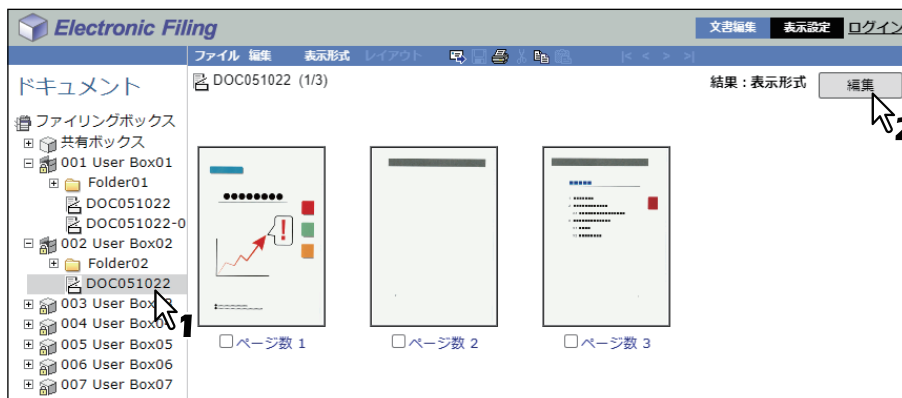 Electronic Filing
文書編集 表示設定 ログイン
ファイル 編集 表示形式 レイアウト |< < > >|
ドキュメント
DOC051022 (1/3)
結果：表示形式 編集
2
ファイリングボックス
共有ボックス
001 User Box01
Folder01
DOC051022
DOC051022-0
002 User Box02
Folder02
DOC051022
1
003 User Box
004 User Box04
005 User Box05
006 User Box06
007 User Box07
!
ページ数 1
ページ数 2
ページ数 3